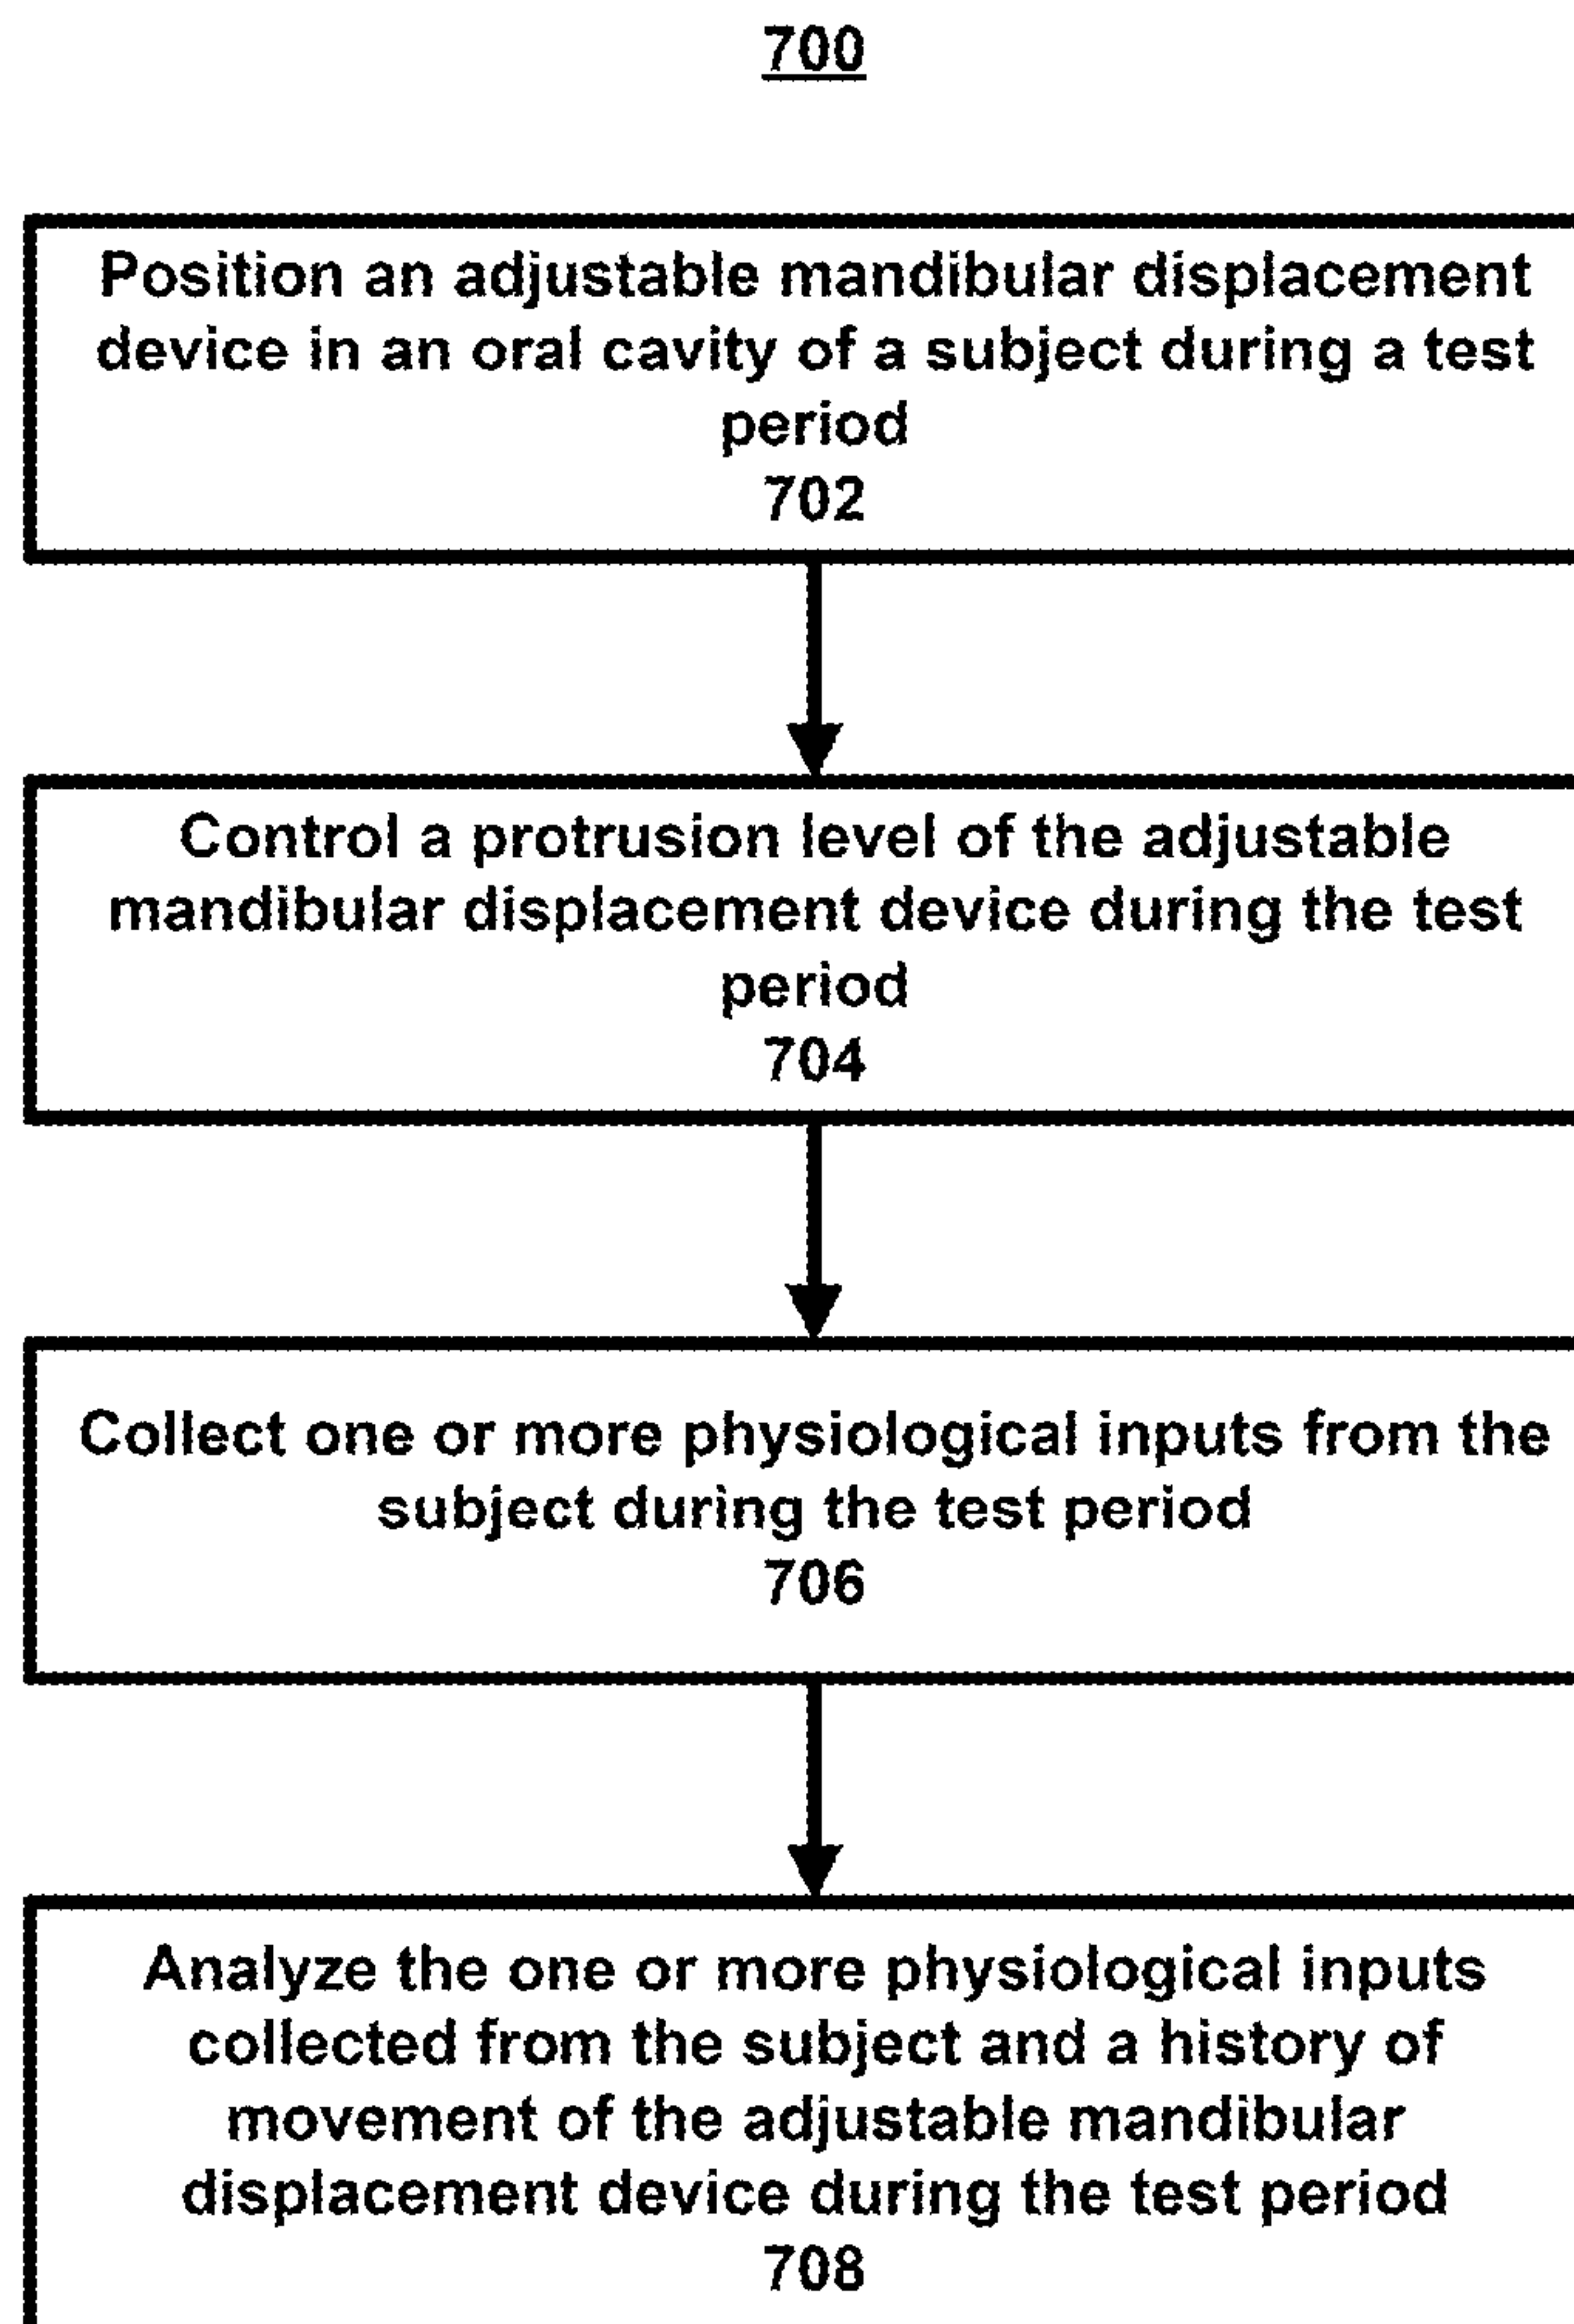 700
Position an adjustable mandibular displacement
device in an oral cavity of a subject during a test
period
702
Control a protrusion level of the adjustable
mandibular displacement device during the test
period
704
Collect one or more physiological inputs from the
subject during the test period
706
Analyze the one or more physiological inputs
collected from the subject and a history of
movement of the adjustable mandibular
displacement device during the test period
708